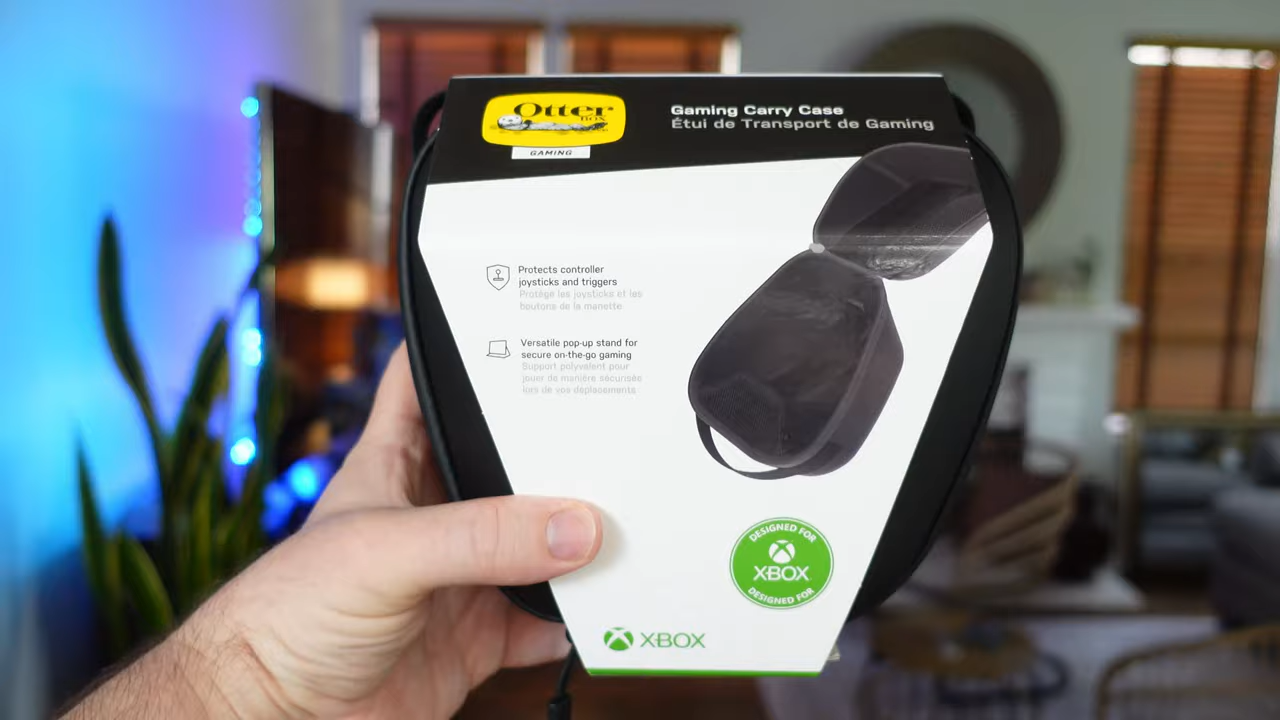 Otter
BOX
GAMING
Gaming Carry Case
Étui de Transport de Gaming
Protects controller
joysticks and triggers
Protège les joysticks et les
boutons de la manette
Versatile pop-up stand for
secure on-the-go gaming
Support polyvalent pour
jouer de manière sécurisée
lors de vos déplacements
DESIGNED FOR
XBOX
DESIGNED FOR
XBOX